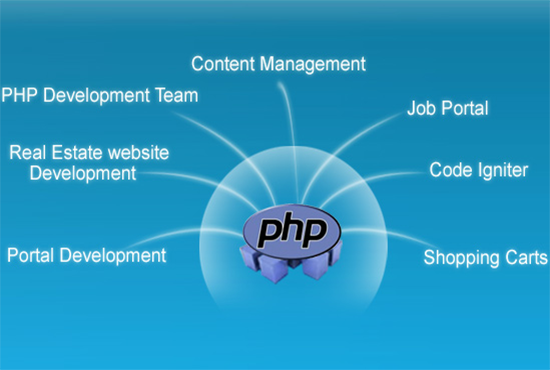 Content Management
PHP Development Team
Job Portal
Real Estate website
Development
Code Igniter
php
Portal Development
Shopping Carts